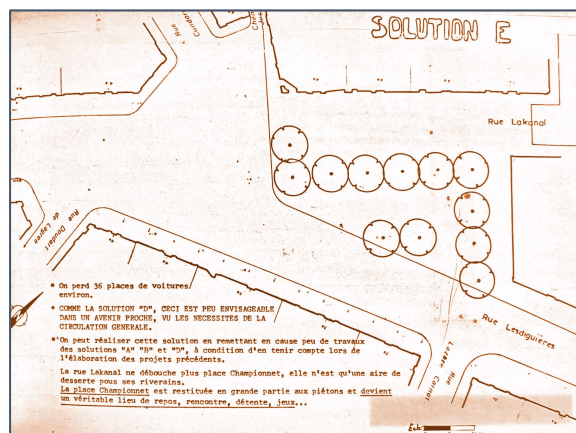 SOLUTION E
Rue Condor
Chem
Rue Lakanal
Rue Doudart
de Lagrée
* On perd 36 places de voitures
environ.
* COMME LA SOLUTION "D", CECI EST PEU ENVISAGEABLE
DANS UN AVENIR PROCHE, VU LES NECESSITES DE LA
CIRCULATION GENERALE.
* On peut réaliser cette solution en remettant en cause peu de travaux
des solutions "A" "B" et "D", à condition d'en tenir compte lors de
l'élaboration des projets précédents.
La rue Lakanal ne débouche plus place Championnet, elle n'est qu'une aire de
desserte pous ses riverains.
La place Championnet est restituée en grande partie aux piétons et devient
un véritable lieu de repos, rencontre, détente, jeux...
Rue Lesdiguières
Rue
Lazare Carnot
Ech: